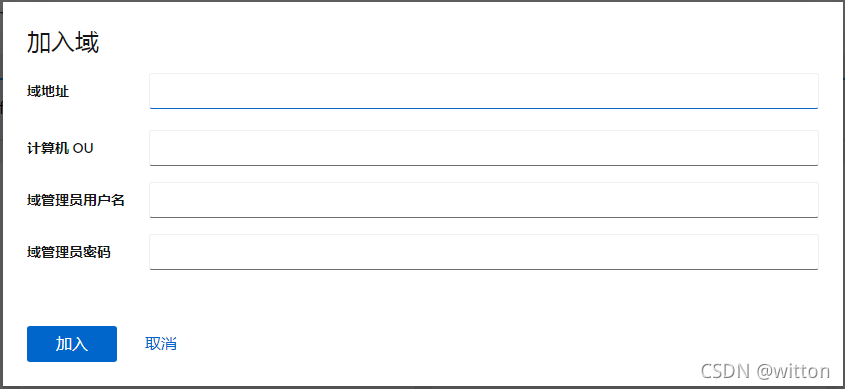 加入域
域地址
计算机 OU
域管理员用户名
域管理员密码
加入 取消
CSDN @witton